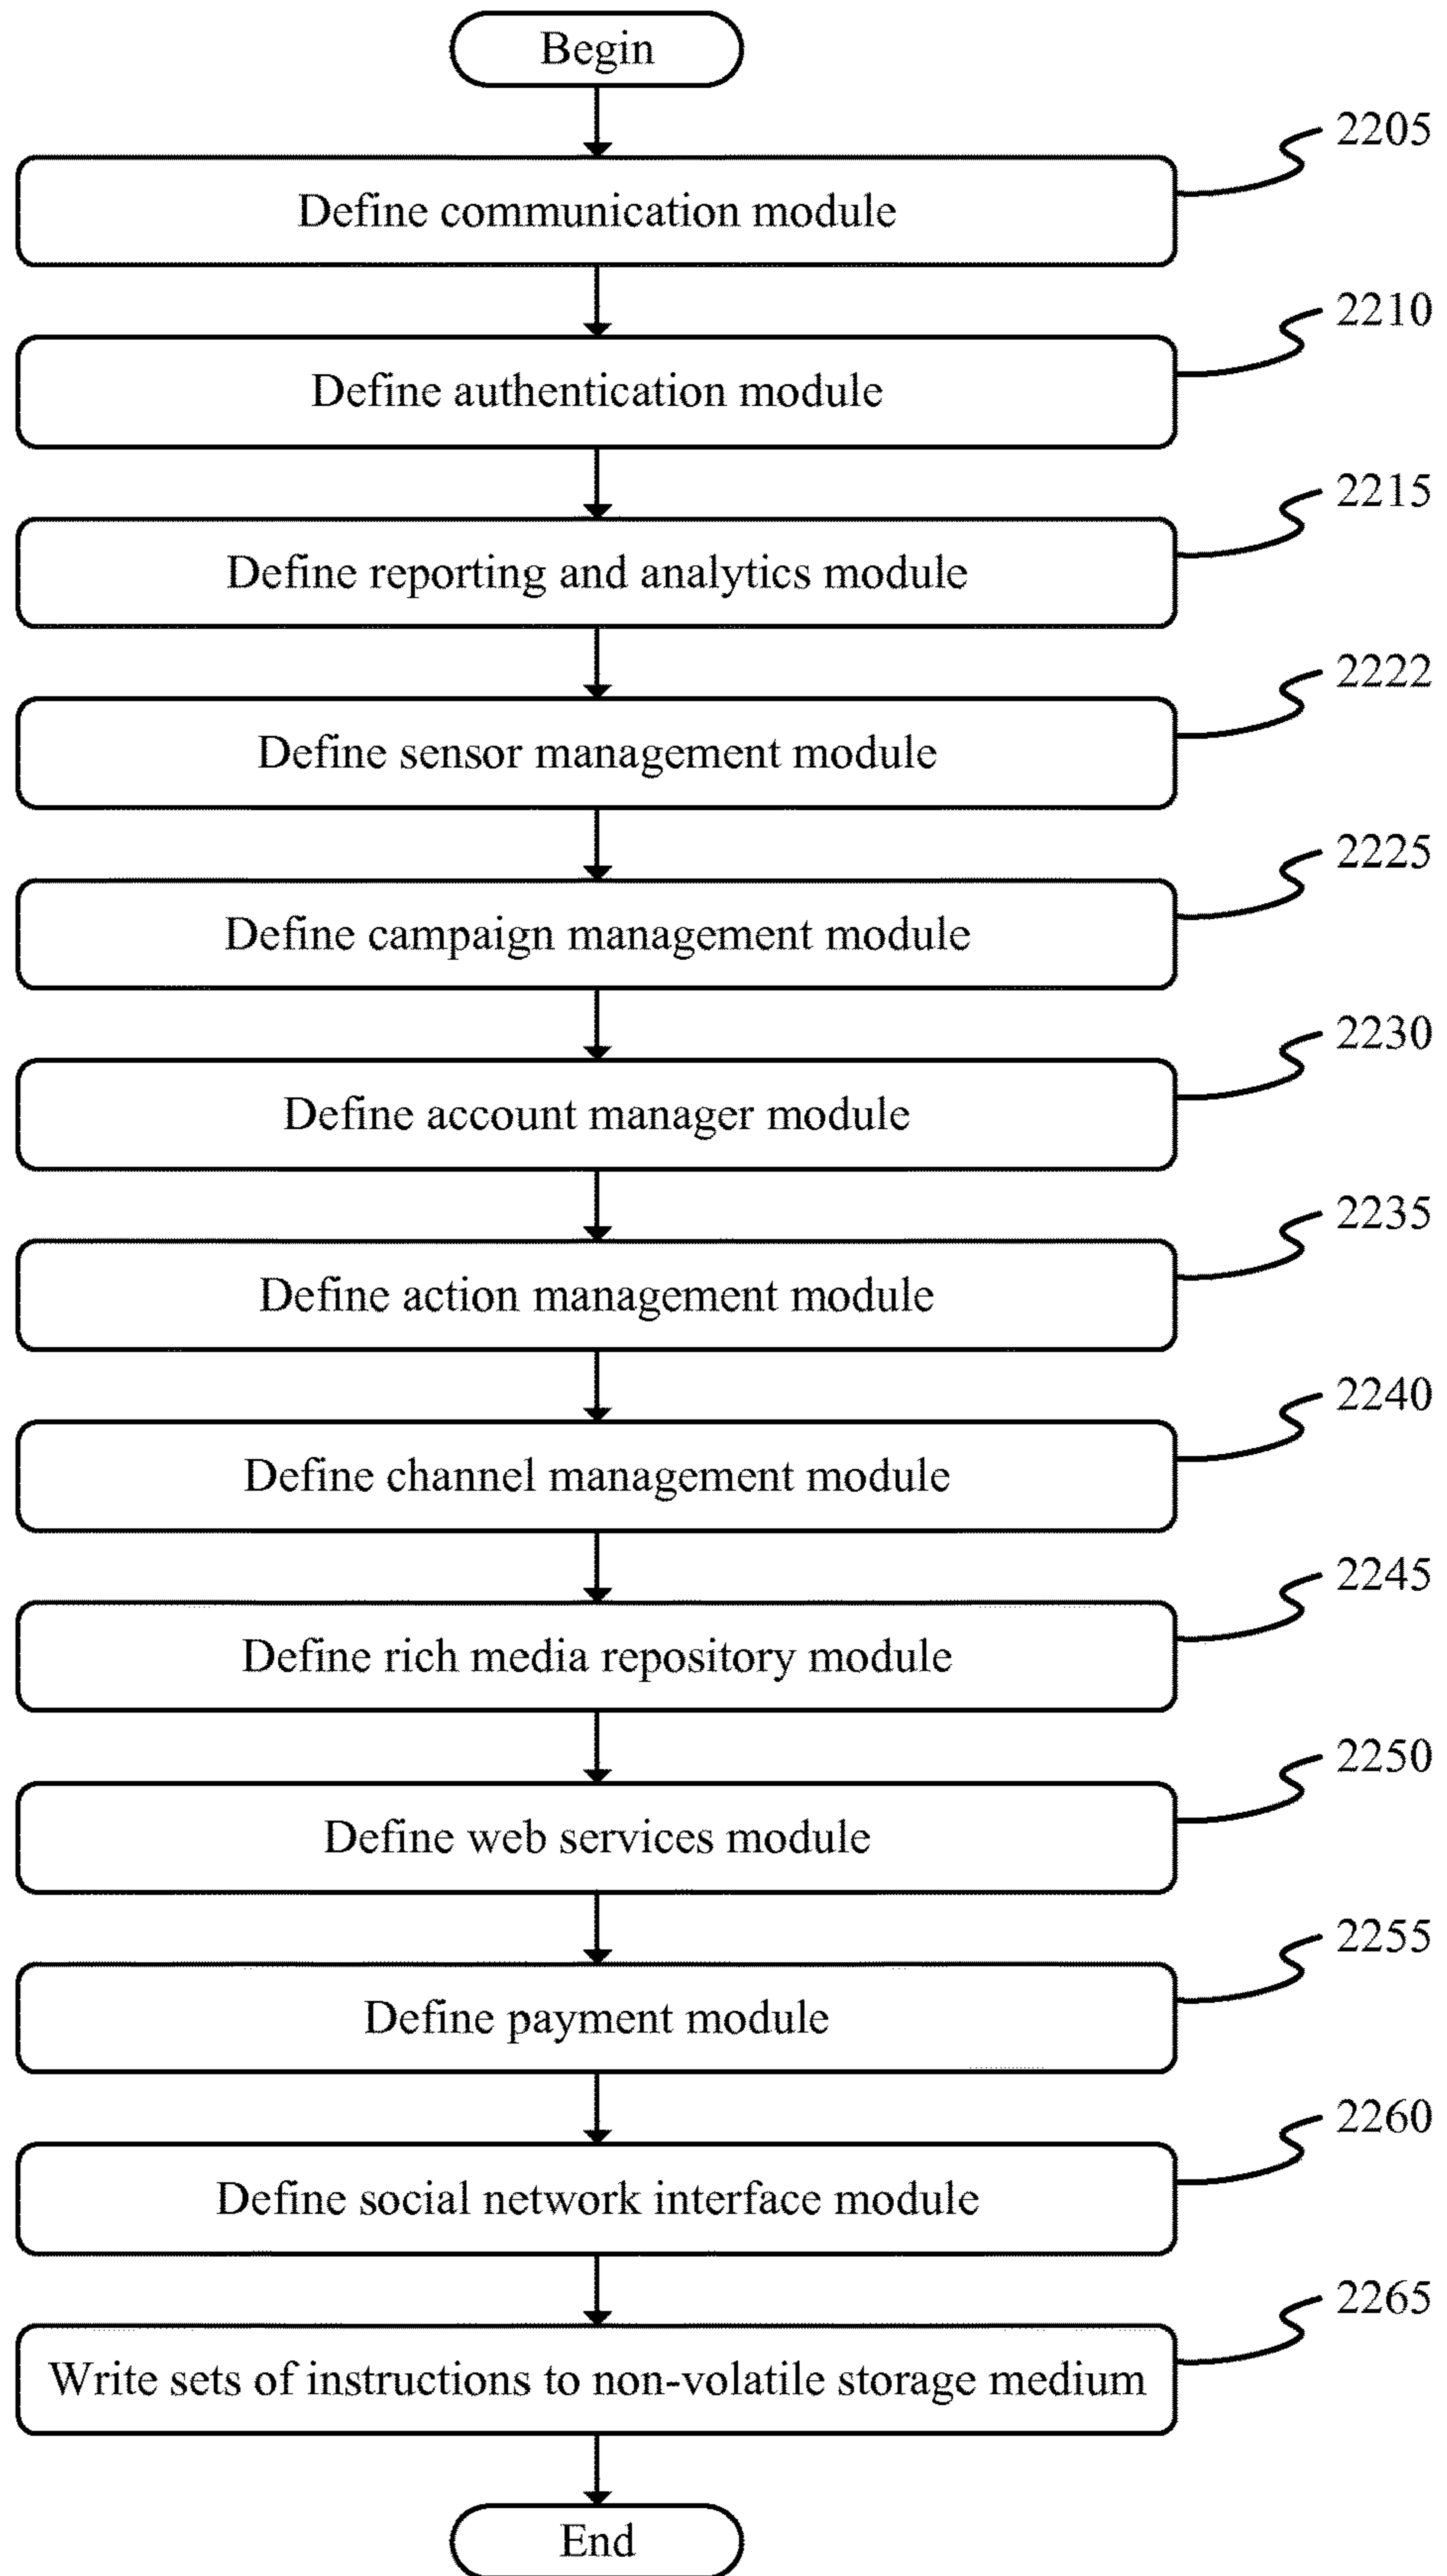 Begin
2205
Define communication module
2210
Define authentication module
2215
Define reporting and analytics module
2222
Define sensor management module
2225
Define campaign management module
2230
Define account manager module
2235
Define action management module
2240
Define channel management module
2245
Define rich media repository module
2250
Define web services module
2255
Define payment module
2260
Define social network interface module
2265
Write sets of instructions to non-volatile storage medium
End